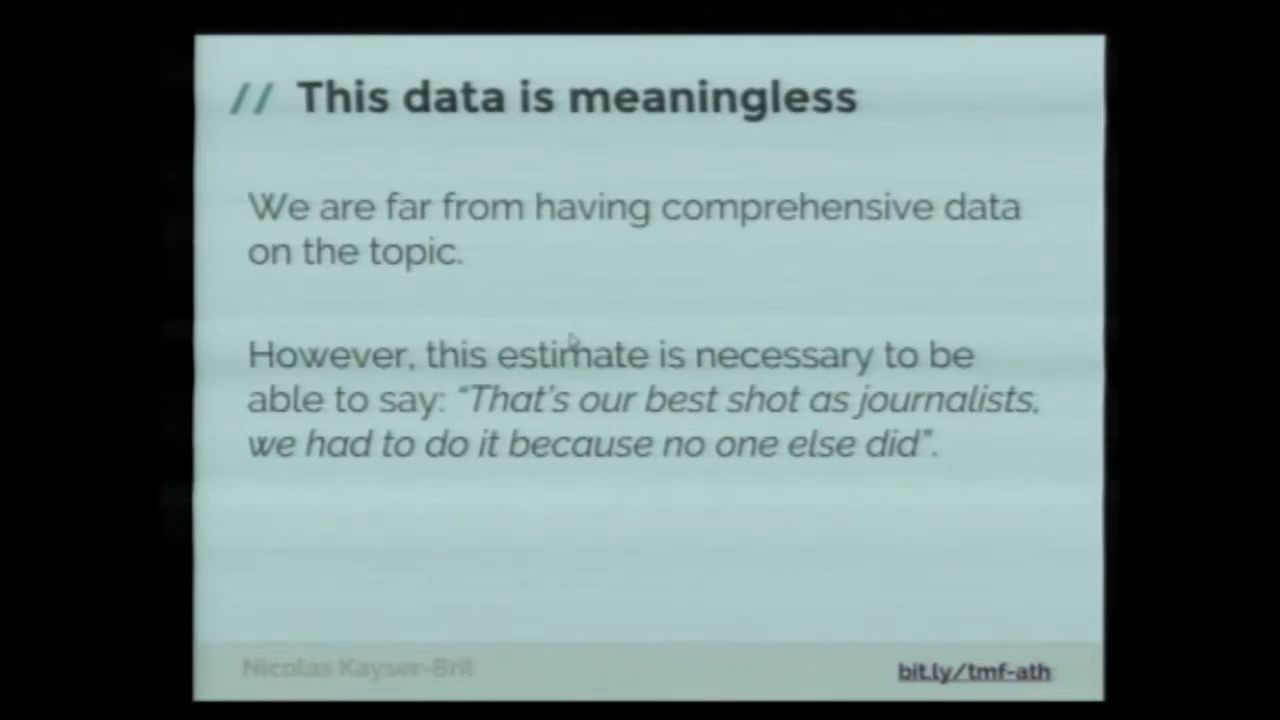 // This data is meaningless
We are far from having comprehensive data
on the topic.
However, this estimate is necessary to be
able to say: “That's our best shot as journalists,
we had to do it because no one else did”.
Nicolas Kayser-Bril
bit.ly/tmf-ath